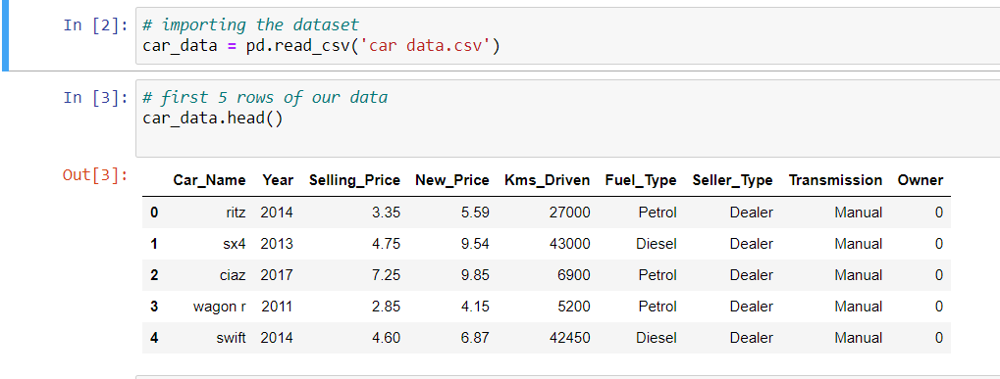 In [2]: # importing the dataset
car_data = pd.read_csv('car data.csv')
In [3]: # first 5 rows of our data
car_data.head()
Out[3]:
Car_Name Year Selling_Price New_Price Kms_Driven Fuel_Type Seller_Type Transmission Owner
0 ritz 2014 3.35 5.59 27000 Petrol Dealer Manual 0
1 sx4 2013 4.75 9.54 43000 Diesel Dealer Manual 0
2 ciaz 2017 7.25 9.85 6900 Petrol Dealer Manual 0
3 wagon r 2011 2.85 4.15 5200 Petrol Dealer Manual 0
4 swift 2014 4.60 6.87 42450 Diesel Dealer Manual 0